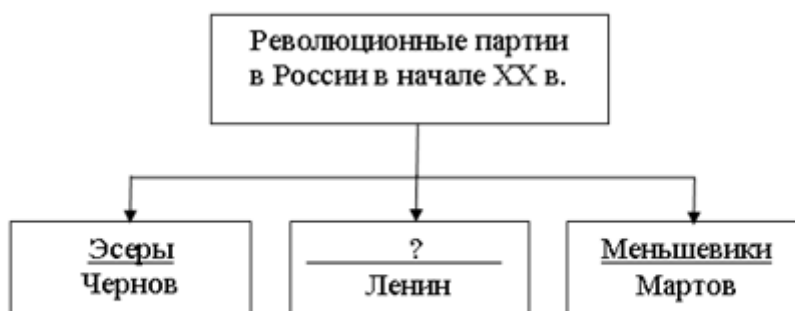 Революционные партии
в России в начале XX в.
Эсеры
Чернов
?
Ленин
Меньшевики
Мартов